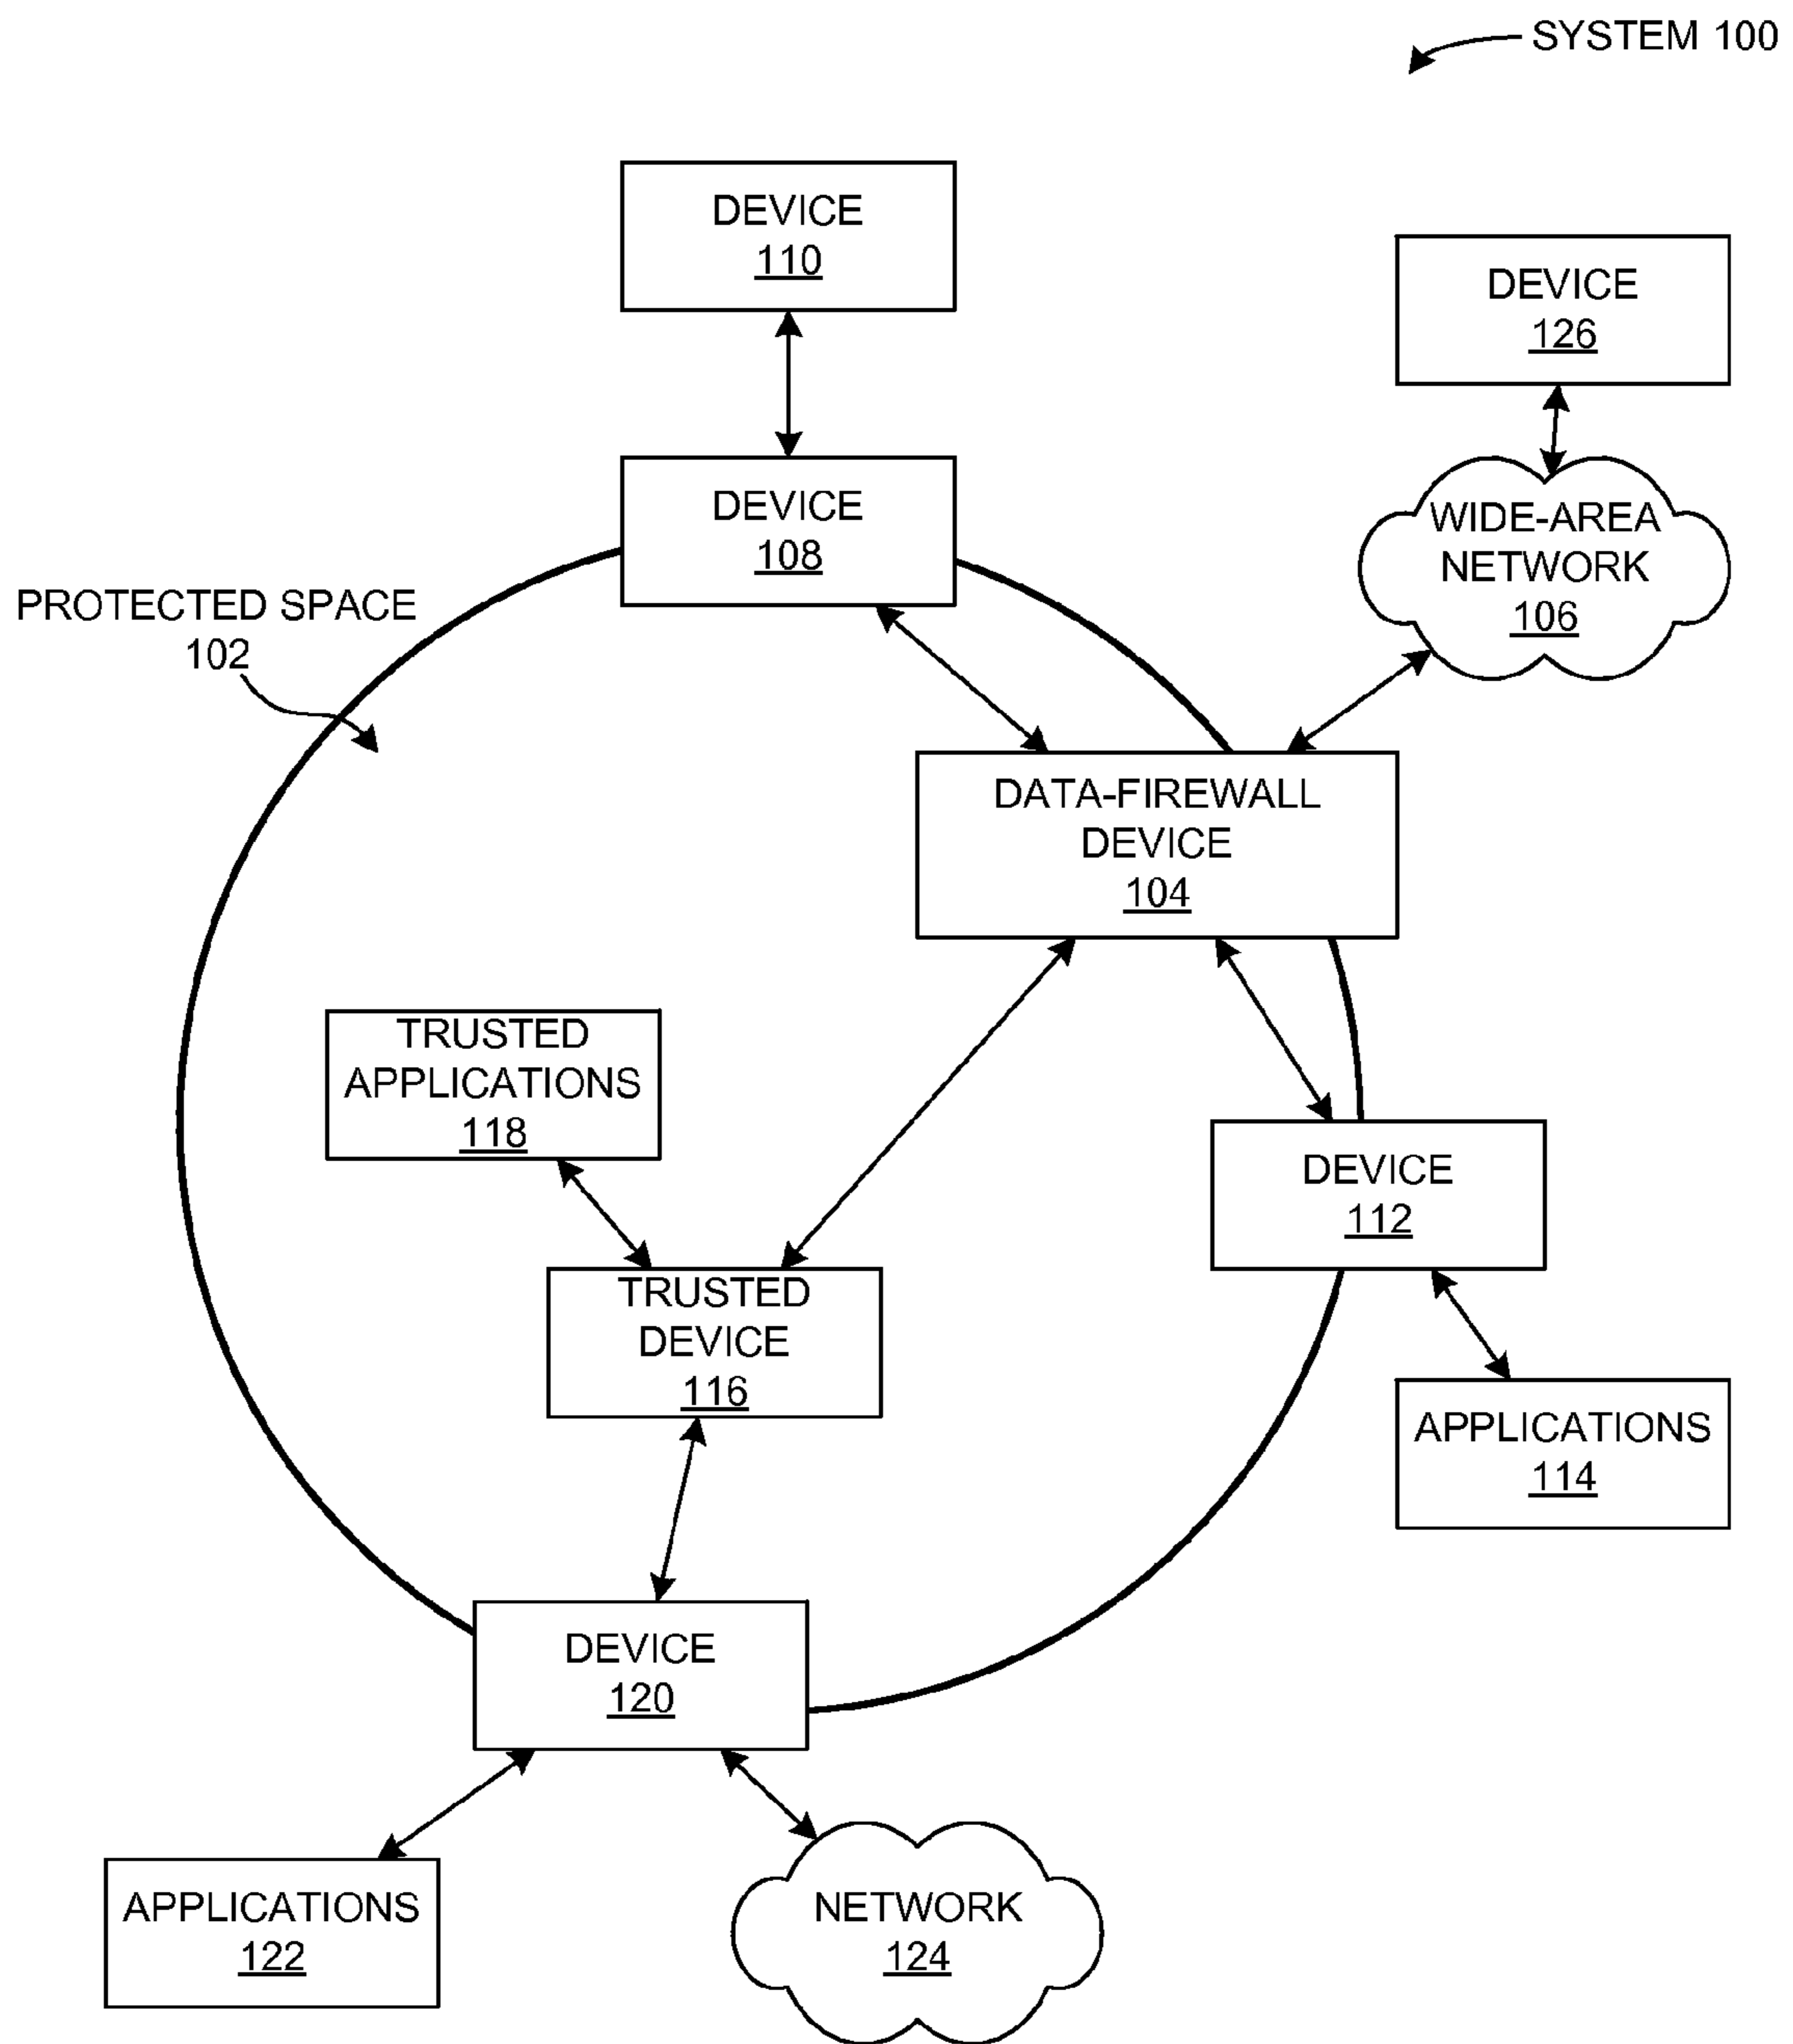 SYSTEM 100
DEVICE
110
DEVICE
126
DEVICE
108
WIDE-AREA
NETWORK
106
PROTECTED SPACE
102
DATA-FIREWALL
DEVICE
104
TRUSTED
APPLICATIONS
118
DEVICE
112
TRUSTED
DEVICE
116
APPLICATIONS
114
DEVICE
120
APPLICATIONS
122
NETWORK
124